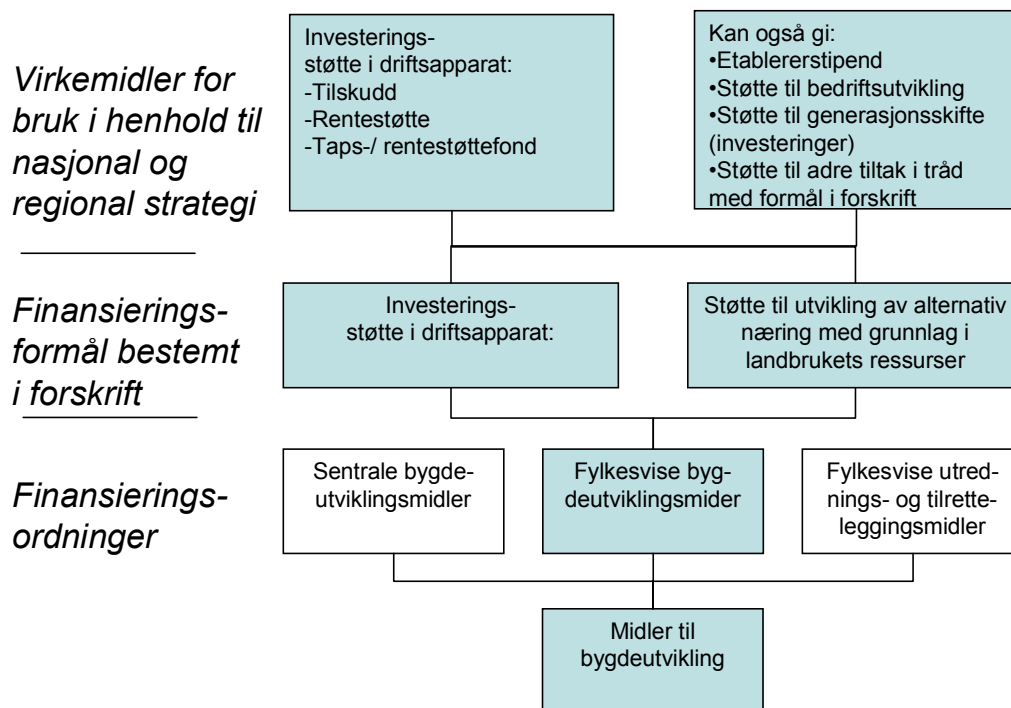 Virkemidler for
bruk i henhold til
nasjonal og
regional strategi
Investerings-
støtte i driftsapparat:
-Tilskudd
-Rentestøtte
-Taps-/ rentestøttefond
Kan også gi:
•Etablererstipend
•Støtte til bedriftsutvikling
•Støtte til generasjonsskifte
(investeringer)
•Støtte til adre tiltak i tråd
med formål i forskrift
Finansierings-
formål bestemt
i forskrift
Investerings-
støtte i driftsapparat:
Støtte til utvikling av alternativ
næring med grunnlag i
landbrukets ressurser
Finansierings-
ordninger
Sentrale bygde-
utviklingsmidler
Fylkesvise byg-
deutviklingsmider
Fylkesvise utred-
nings- og tilrette-
leggingsmidler
Midler til
bygdeutvikling